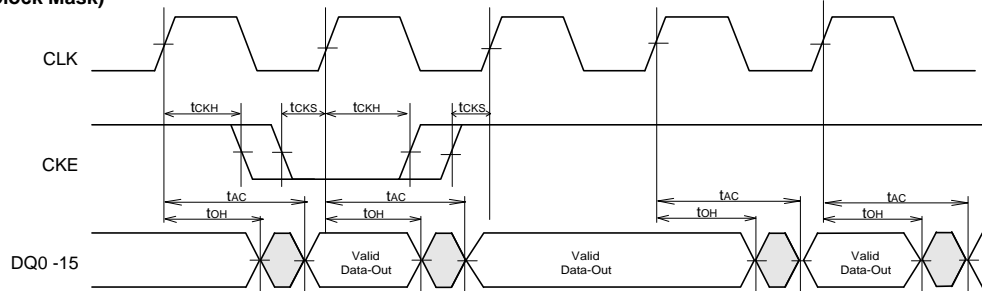 lock Mask)
CLK
tCKH tCKS tCKH tCKS
CKE
tAC tAC tAC tAC
tOH tOH tOH tOH
DQ0 -15
Valid Data-Out
Valid Data-Out
Valid Data-Out